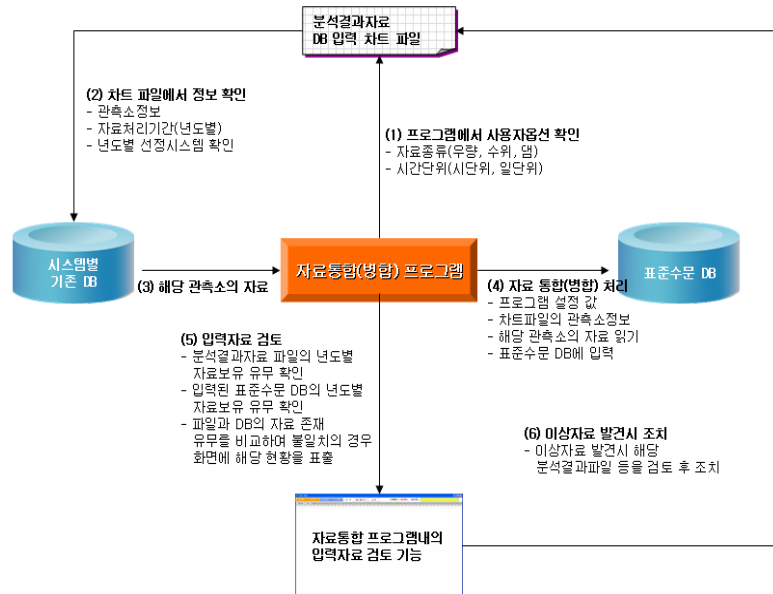 분석결과자료
DB 입력 차트 파일
(2) 차트 파일에서 정보 확인
- 관측소정보
- 자료처리기간(년도별)
- 년도별 선정시스템 확인
(1) 프로그램에서 사용자옵션 확인
- 자료종류(우량, 수위, 댐)
- 시간단위(시단위, 일단위)
시스템별
기존 DB
(3) 해당 관측소의 자료
자료통합(병합) 프로그램
표준수문 DB
(4) 자료 통합(병합) 처리
- 프로그램 설정 값
- 차트파일의 관측소정보
- 해당 관측소의 자료 읽기
- 표준수문 DB에 입력
(5) 입력자료 검토
- 분석결과자료 파일의 년도별
자료보유 유무 확인
- 입력된 표준수문 DB의 년도별
자료보유 유무 확인
- 파일과 DB의 자료 존재
유무를 비교하며 불일치의 경우
화면에 해당 현황을 표출
(6) 이상자료 발견시 조치
- 이상자료 발견시 해당
분석결과파일 등을 검토 후 조치
자료통합 프로그램내의
입력자료 검토 기능